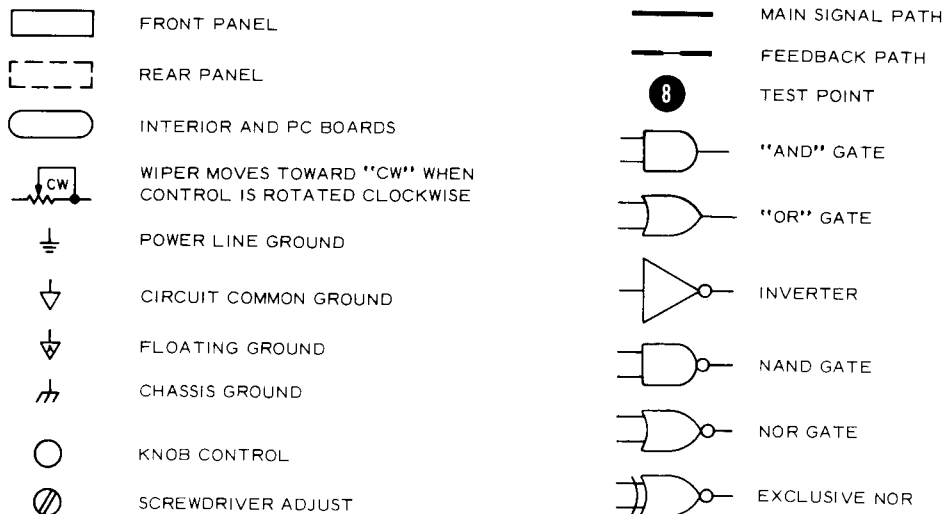 FRONT PANEL
REAR PANEL
INTERIOR AND PC BOARDS
CW
WIPER MOVES TOWARD "CW" WHEN
CONTROL IS ROTATED CLOCKWISE
POWER LINE GROUND
CIRCUIT COMMON GROUND
A
FLOATING GROUND
CHASSIS GROUND
KNOB CONTROL
SCREWDRIVER ADJUST
MAIN SIGNAL PATH
FEEDBACK PATH
8
TEST POINT
"AND" GATE
"OR" GATE
INVERTER
NAND GATE
NOR GATE
EXCLUSIVE NOR